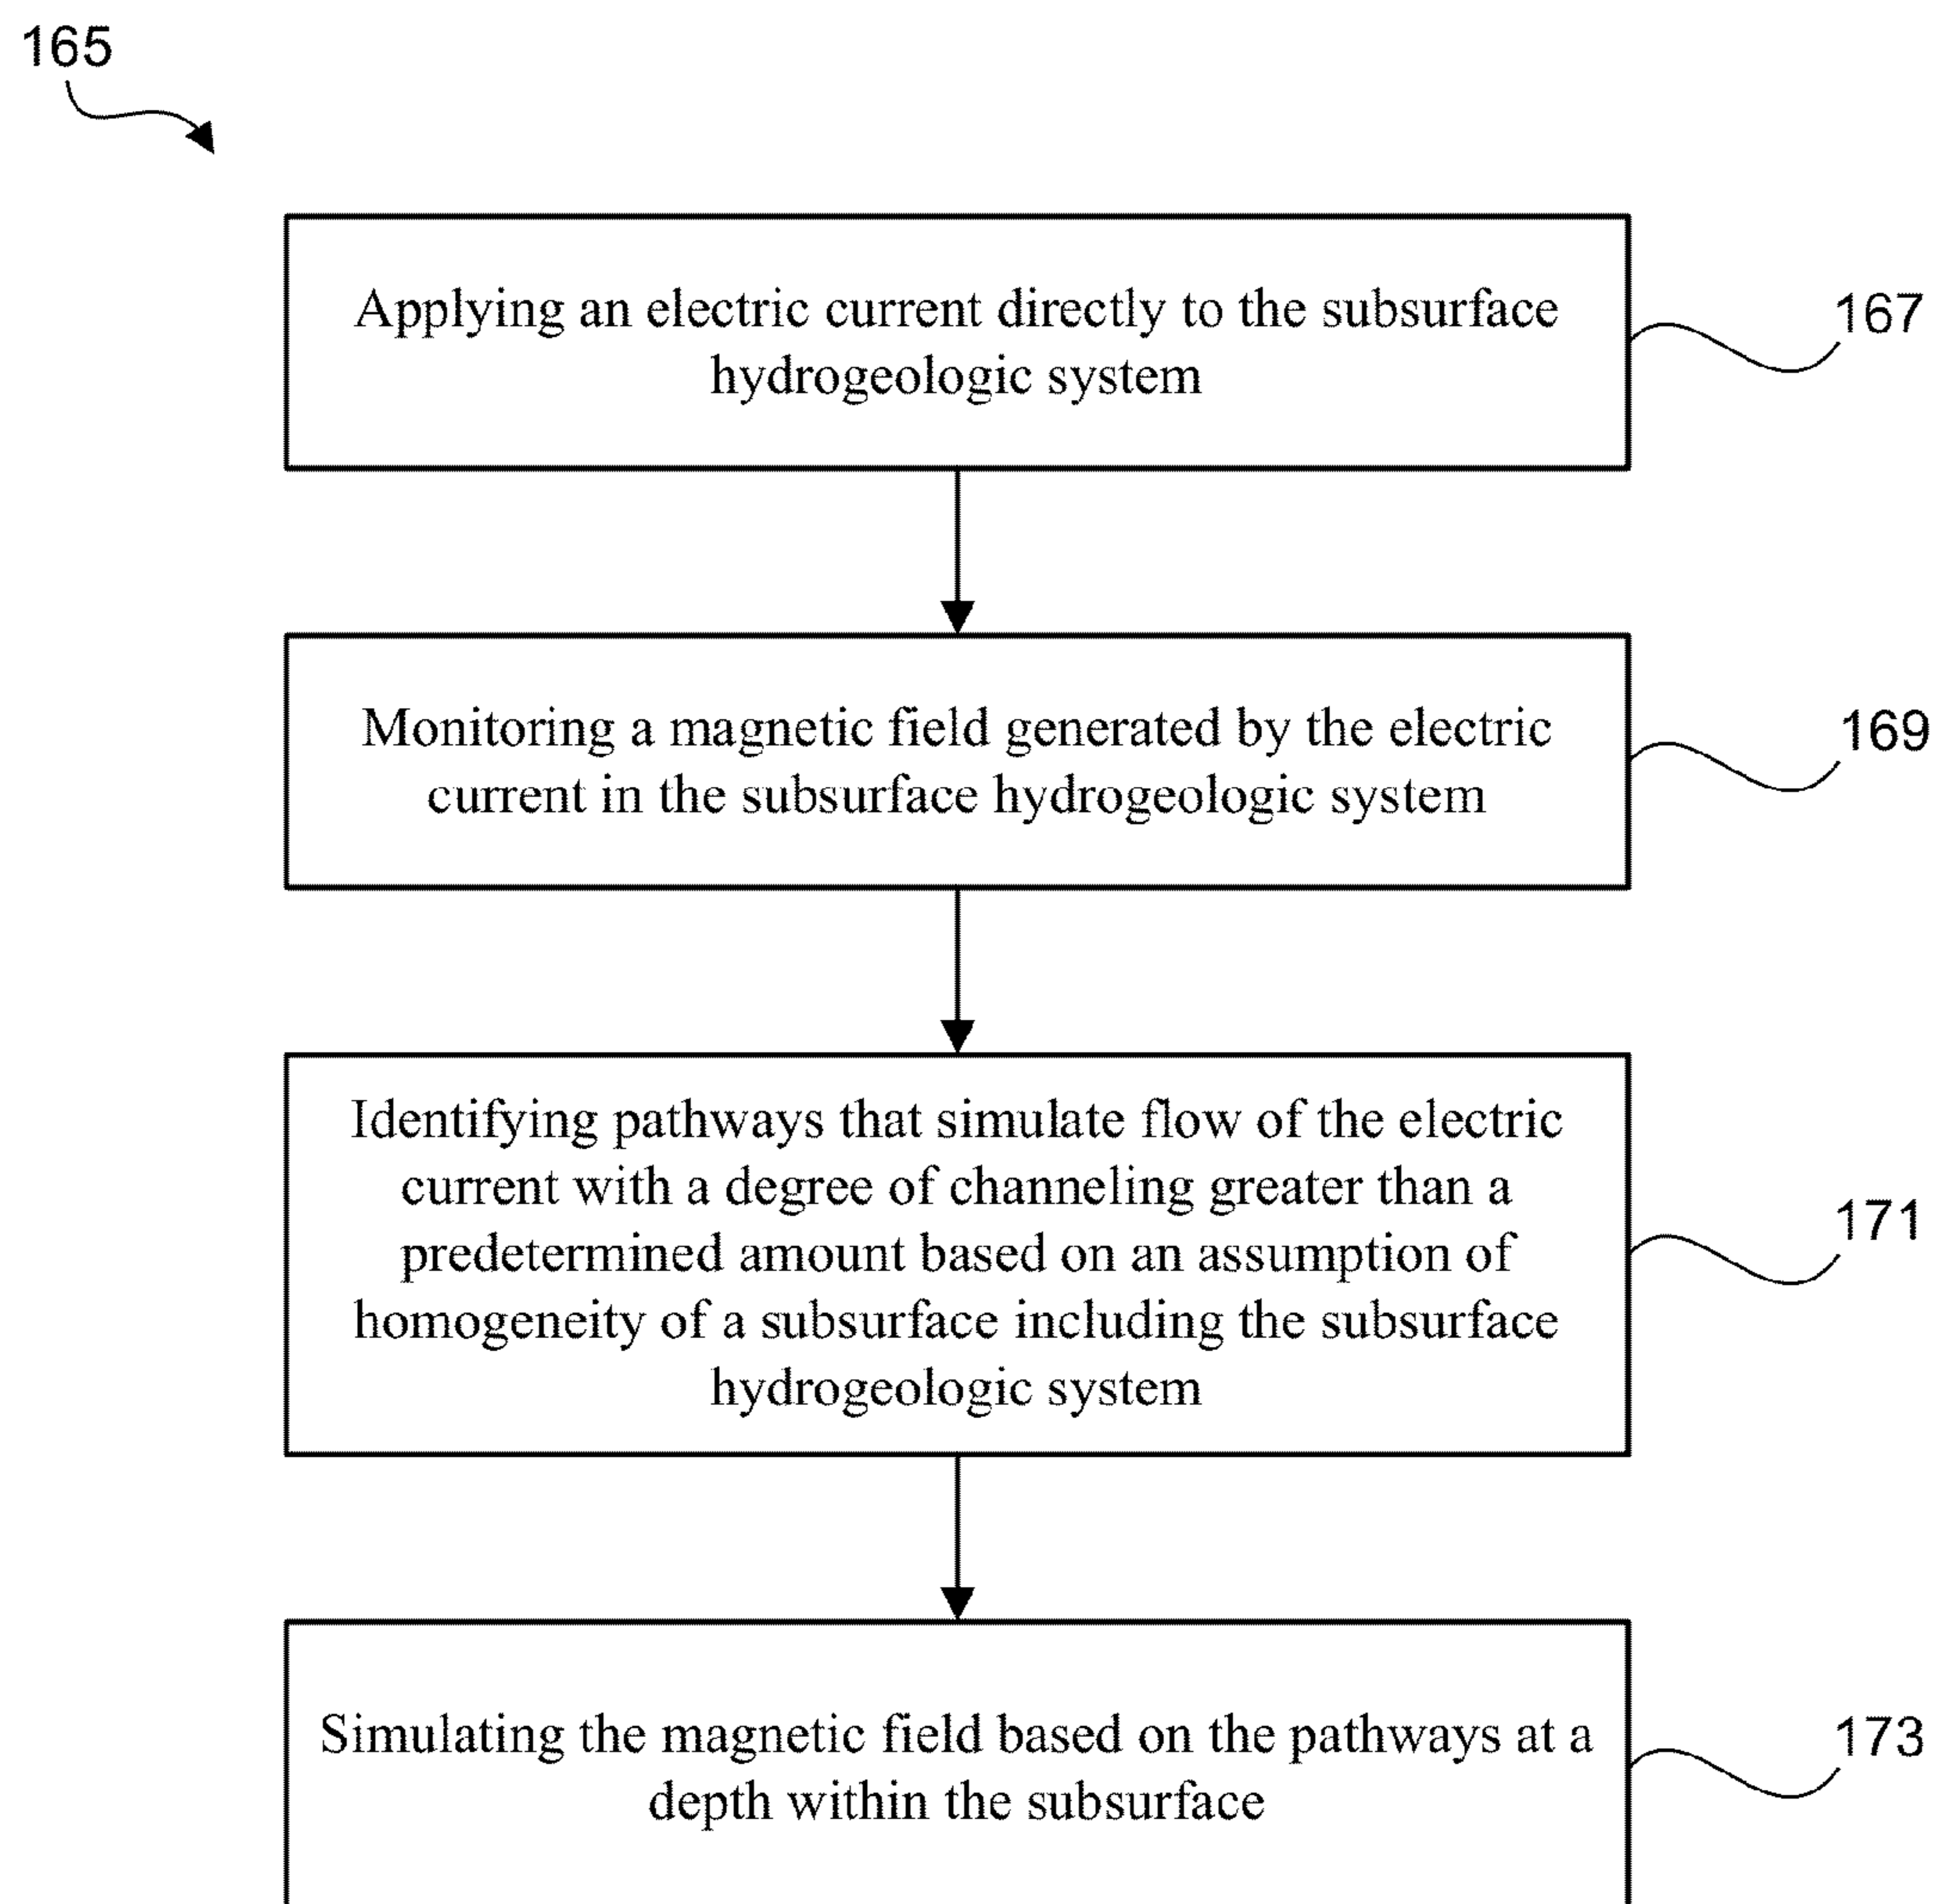 165
Applying an electric current directly to the subsurface
hydrogeologic system
167
Monitoring a magnetic field generated by the electric
current in the subsurface hydrogeologic system
169
Identifying pathways that simulate flow of the electric
current with a degree of channeling greater than a
predetermined amount based on an assumption of
homogeneity of a subsurface including the subsurface
hydrogeologic system
171
Simulating the magnetic field based on the pathways at a
depth within the subsurface
173